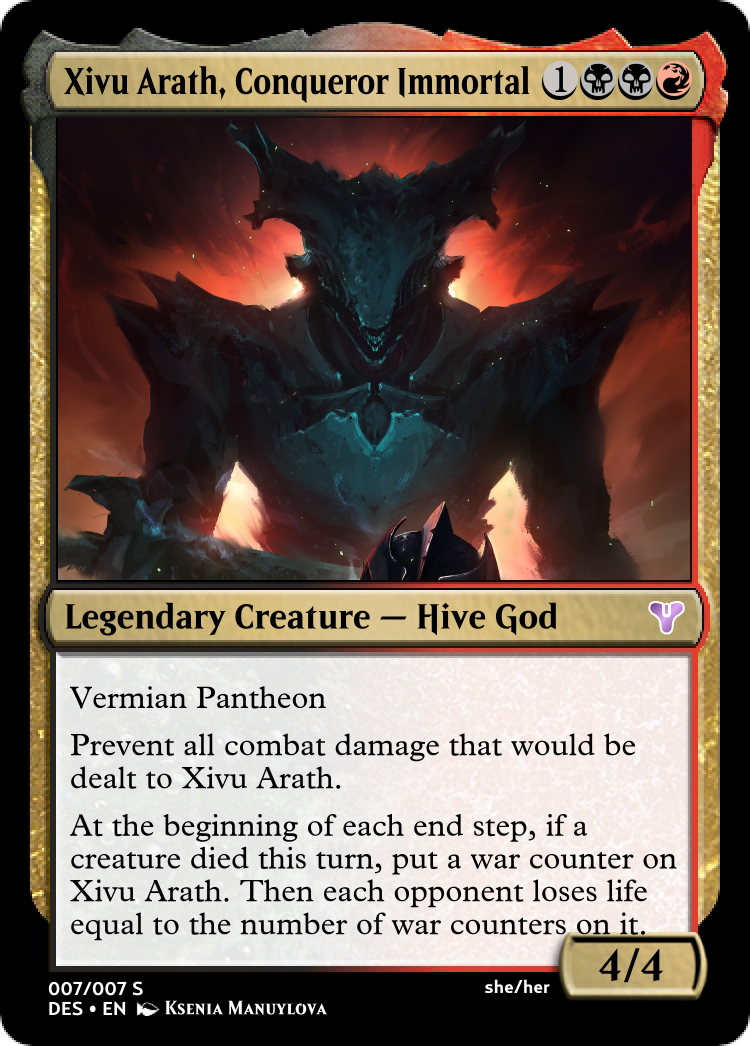 Xivu Arath, Conqueror Immortal 1
Legendary Creature — Hive God
Vermian Pantheon
Prevent all combat damage that would be
dealt to Xivu Arath.
At the beginning of each end step, if a
creature died this turn, put a war counter on
Xivu Arath. Then each opponent loses life
equal to the number of war counters on it.
4/4
007/007 S
she/her
DES • EN Ksenia Manuylova